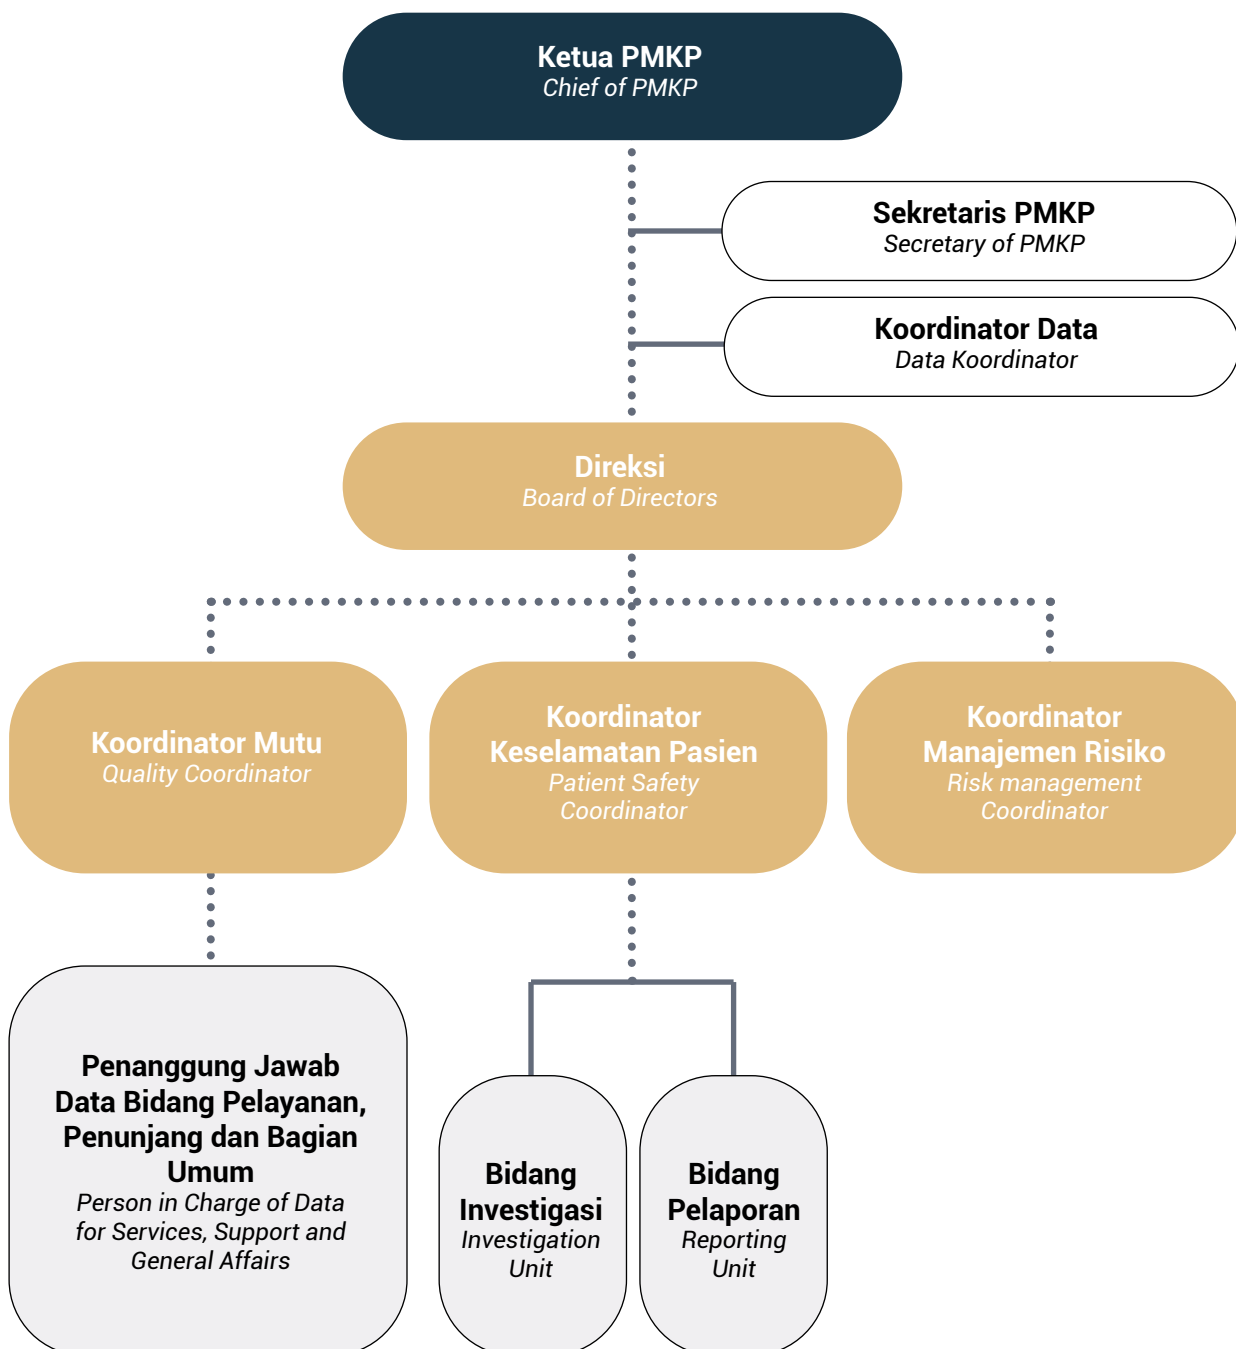 Ketua PMKP
Chief of PMKP
Sekretaris PMKP
Secretary of PMKP
Koordinator Data
Data Koordinator
Direksi
Board of Directors
Koordinator Mutu
Quality Coordinator
Koordinator
Keselamatan Pasien
Patient Safety
Coordinator
Koordinator
Manajemen Risiko
Risk management
Coordinator
Penanggung Jawab
Data Bidang Pelayanan,
Penunjang dan Bagian
Umum
Person in Charge of Data
for Services, Support and
General Affairs
Bidang
Investigasi
Investigation
Unit
Bidang
Pelaporan
Reporting
Unit